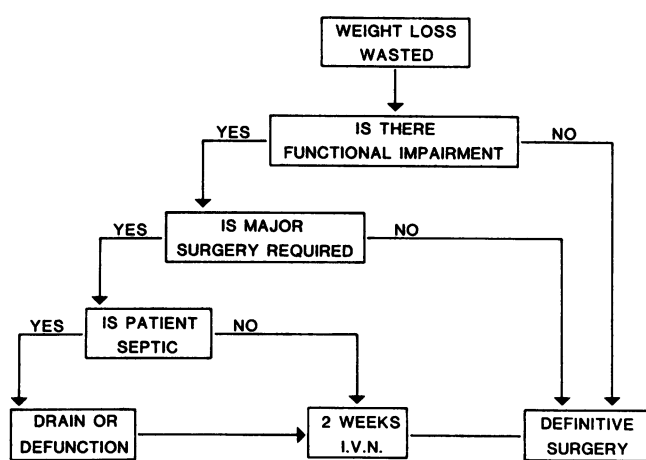 WEIGHT LOSS
WASTED
YES
IS THERE
FUNCTIONAL IMPAIRMENT
NO
YES
IS MAJOR
SURGERY REQUIRED
NO
YES
IS PATIENT
SEPTIC
NO
DRAIN OR
DEFUNCTION
2 WEEKS
I.V.N.
DEFINITIVE
SURGERY